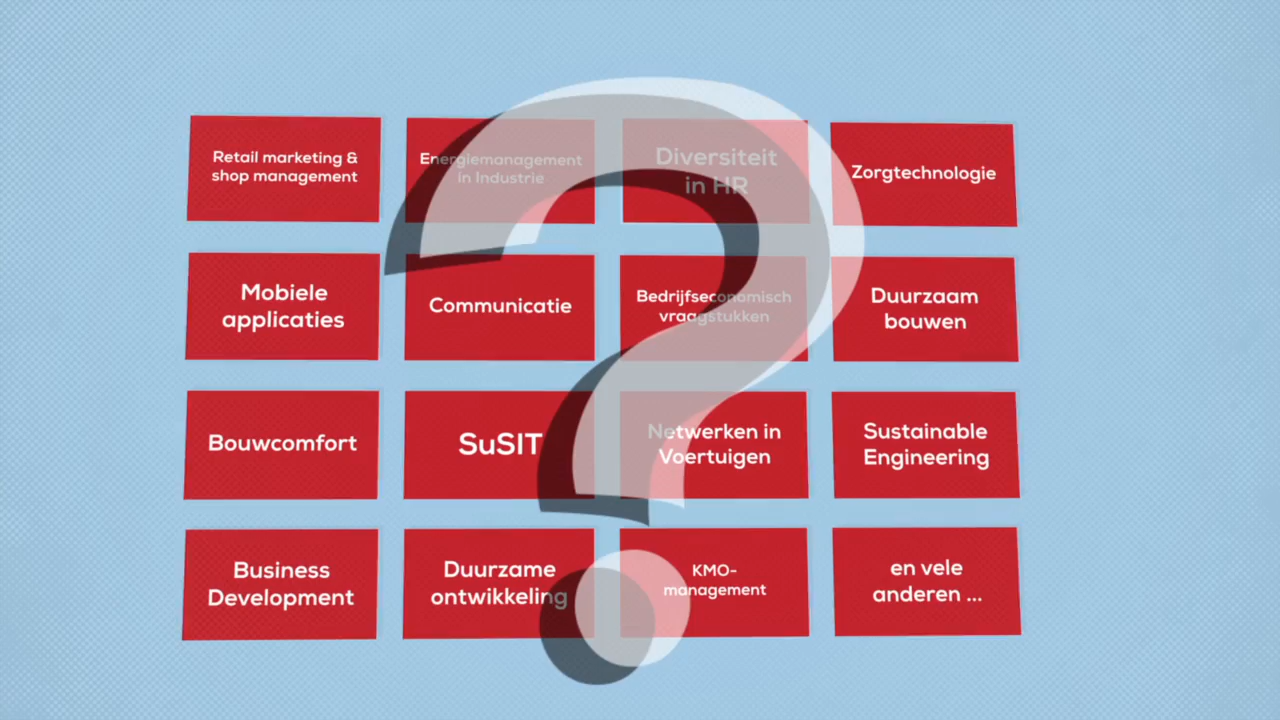 Retail marketing &
shop management
Energiemanagement
in Industrie
Diversiteit
in HR
Zorgtechnologie
Mobiele
applicaties
Communicatie
Bedrijfseconomisch
vraagstukken
Duurzaam
bouwen
Bouwcomfort
SuSIT
Netwerken in
Voertuigen
Sustainable
Engineering
Business
Development
Duurzame
ontwikkeling
KMO-
management
en vele
anderen ...
?